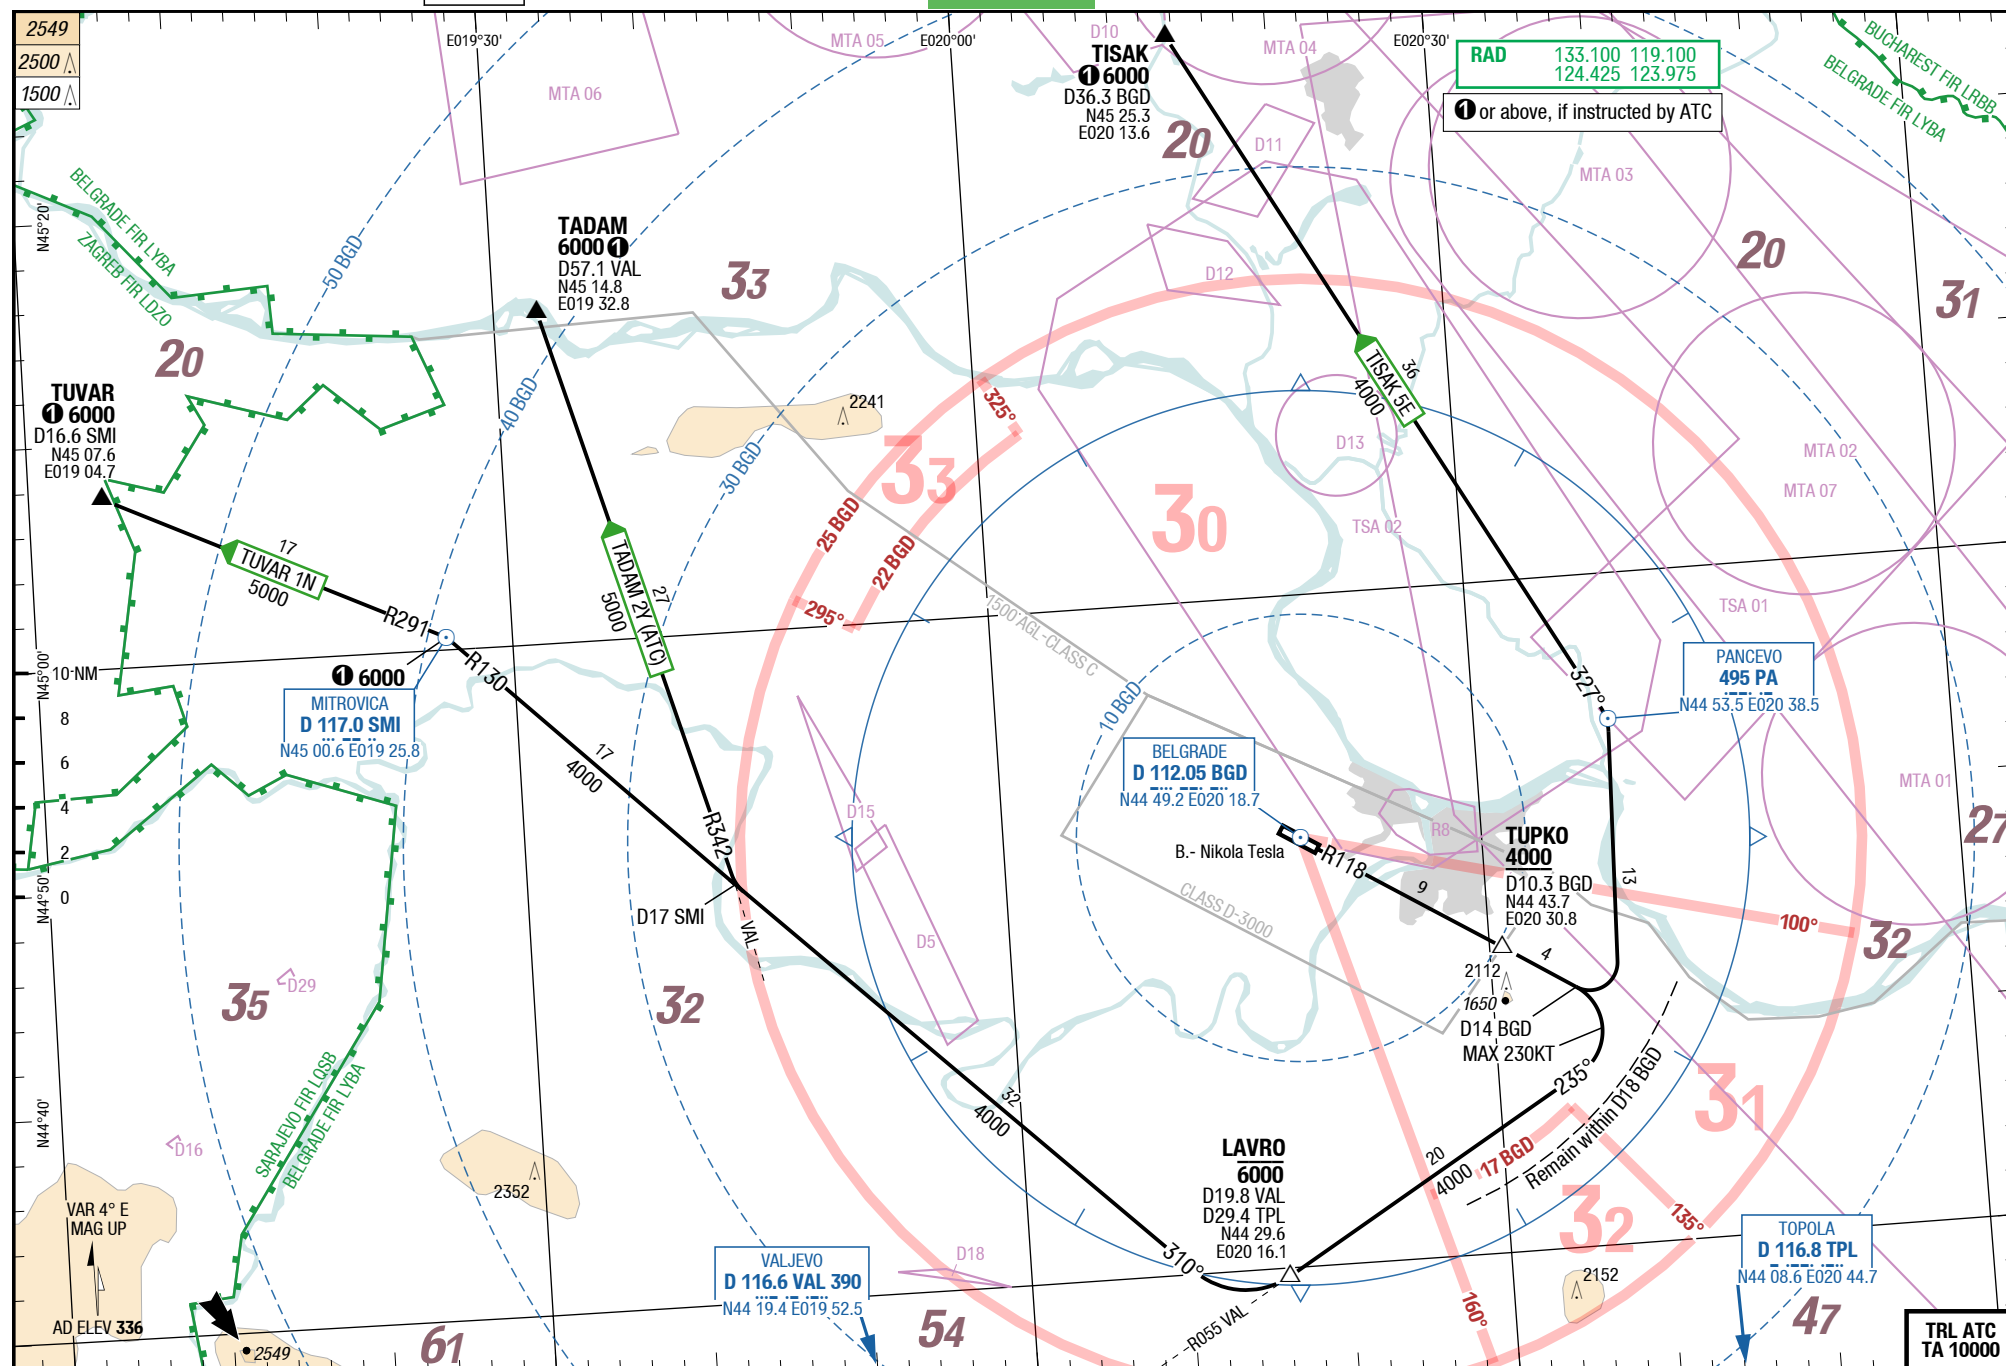 2549
2500
1500
E019°30'
E020°00'
E020°30'
MTA 05
MTA 06
D10
MTA 04
TISAK
1 6000
D36.3 BGD
N45 25.3
E020 13.6
20
D11
RAD 133.100 119.100
124.425 123.975
1 or above, if instructed by ATC
BUCHAREST FIR LRBB
BELGRADE FIR LYBA
MTA 03
N45°20'
BELGRADE FIR LYBA
ZAGREB FIR LDZO
50 BGD
TADAM
6000 1
D57.1 VAL
N45 14.8
E019 32.8
33
D12
20
31
20
TUVAR
1 6000
D16.6 SMI
N45 07.6
E019 04.7
40 BGD
30 BGD
2241
325°
33
30
TISAK 5E
36
4000
D13
TSA 02
MTA 02
MTA 07
25 BGD
22 BGD
295°
17
TUVAR 1N
5000
R291
TADAM 2Y (ATC)
27
5000
1500'AGL-CLASS C
TSA 01
N45°00'
10 NM
8
6
4
2
0
1 6000
MITROVICA
D 117.0 SMI
N45 00.6 E019 25.8
R130
17
4000
R342
327°
PANCEVO
495 PA
N44 53.5 E020 38.5
10 BGD
BELGRADE
D 112.05 BGD
N44 49.2 E020 18.7
B.- Nikola Tesla
R118
9
R8
TUPKO
4000
D10.3 BGD
N44 43.7
E020 30.8
13
MTA 01
27
D15
D5
N44°50'
D17 SMI
VAL
CLASS D-3000
100°
32
4
2112
1650
D14 BGD
MAX 230KT
D29
35
32
235°
Remain within D18 BGD
31
N44°40'
SARAJEVO FIR LQSB
BELGRADE FIR LYBA
D16
32
4000
2352
LAVRO
6000
D19.8 VAL
D29.4 TPL
N44 29.6
E020 16.1
20
4000
17 BGD
32
135°
VAR 4° E
MAG UP
AD ELEV 336
2549
61
VALJEVO
D 116.6 VAL 390
N44 19.4 E019 52.5
D18
54
310°
R055 VAL
160°
2152
TOPOLA
D 116.8 TPL
N44 08.6 E020 44.7
47
TRL ATC
TA 10000